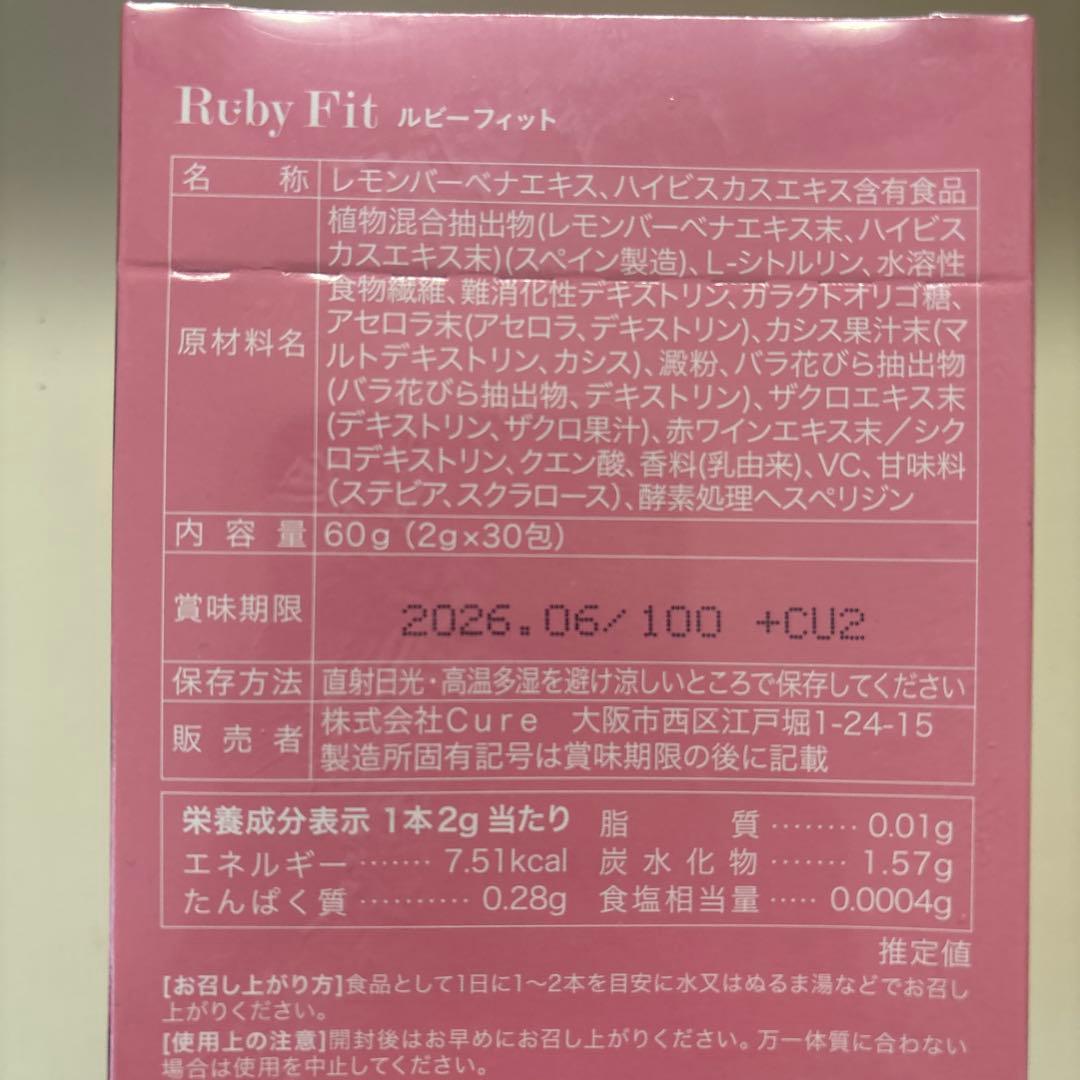 Ruby Fit ルビーフィット
名称 レモンバーベナエキス、ハイビスカスエキス含有食品
植物混合抽出物(レモンバーベナエキス末、ハイビス
カスエキス末)(スペイン製造)、L-シトルリン、水溶性
食物繊維、難消化性デキストリン、ガラクトオリゴ糖、
原材料名 アセロラ末(アセロラ、デキストリン)、カシス果汁末(マ
ルトデキストリン、カシス)、澱粉、バラ花びら抽出物
(バラ花びら抽出物、デキストリン)、ザクロエキス末
(デキストリン、ザクロ果汁)、赤ワインエキス末／シク
ロデキストリン、クエン酸、香料(乳由来)、VC、甘味料
(ステビア、スクラロース)、酵素処理ヘスペリジン
内容量 60g(2g×30包)
賞味期限 2026.06/100 +CU2
保存方法 直射日光・高温多湿を避け涼しいところで保存してください
販売者 株式会社Cure 大阪市西区江戸堀1-24-15
製造所固有記号は賞味期限の後に記載
栄養成分表示 1本2g当たり 脂質········ 0.01g
エネルギー ······· 7.51kcal 炭水化物······· 1.57g
たんぱく質 ·········· 0.28g 食塩相当量····· 0.0004g
推定値
[お召し上がり方]食品として1日に1〜2本を目安に水又はぬるま湯などでお召し
上がりください。
[使用上の注意]開封後はお早めにお召し上がりください。万一体質に合わない
場合は使用を中止してください。